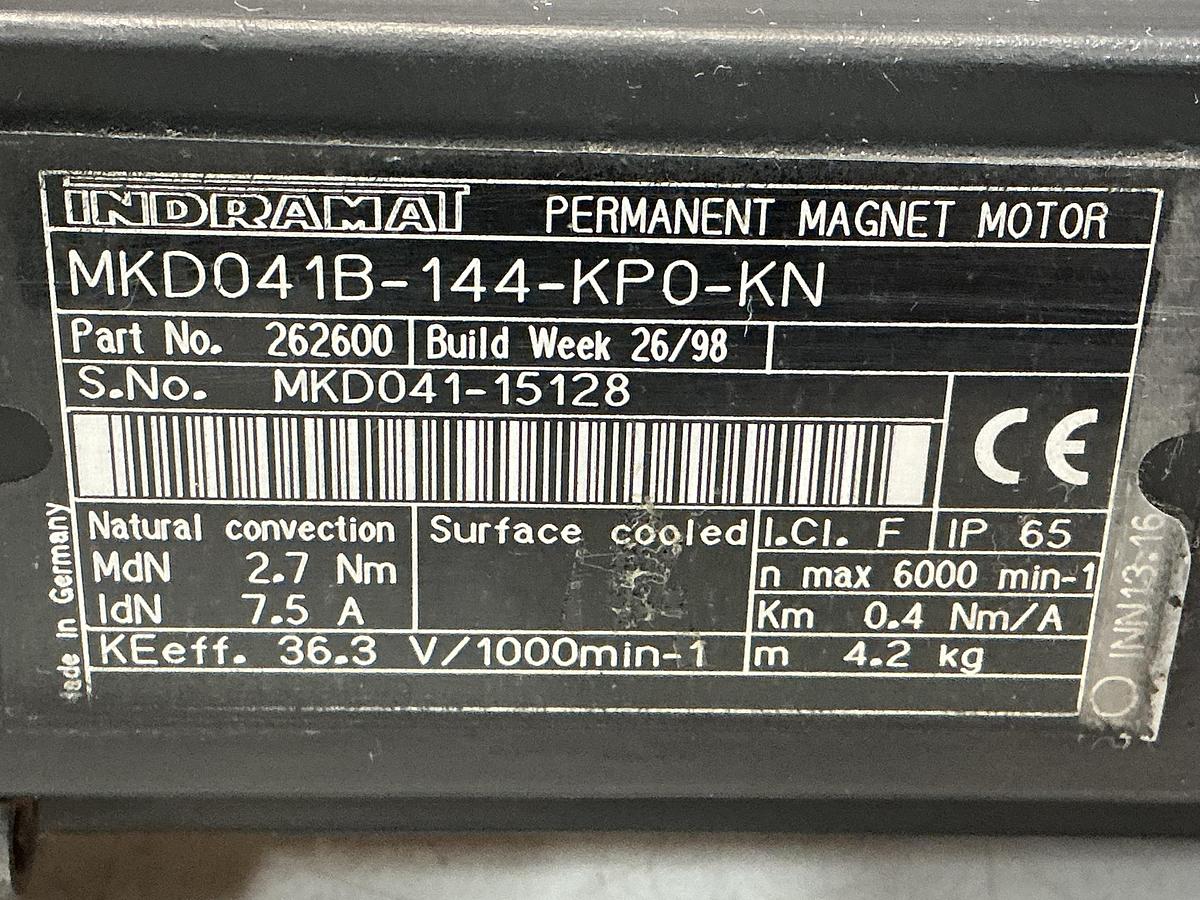 INDRAMAT PERMANENT MAGNET MOTOR
MKD041B-144-KP0-KN
Part No. 262600 Build Week 26/98
S.No. MKD041-15128
CE
Natural convection Surface cooled I.Cl. F IP 65
MdN 2.7 Nm n max 6000 min-1
IdN 7.5 A Km 0.4 Nm/A
KEeff. 36.3 V/1000min-1 m 4.2 kg
Made in Germany
INN13.16